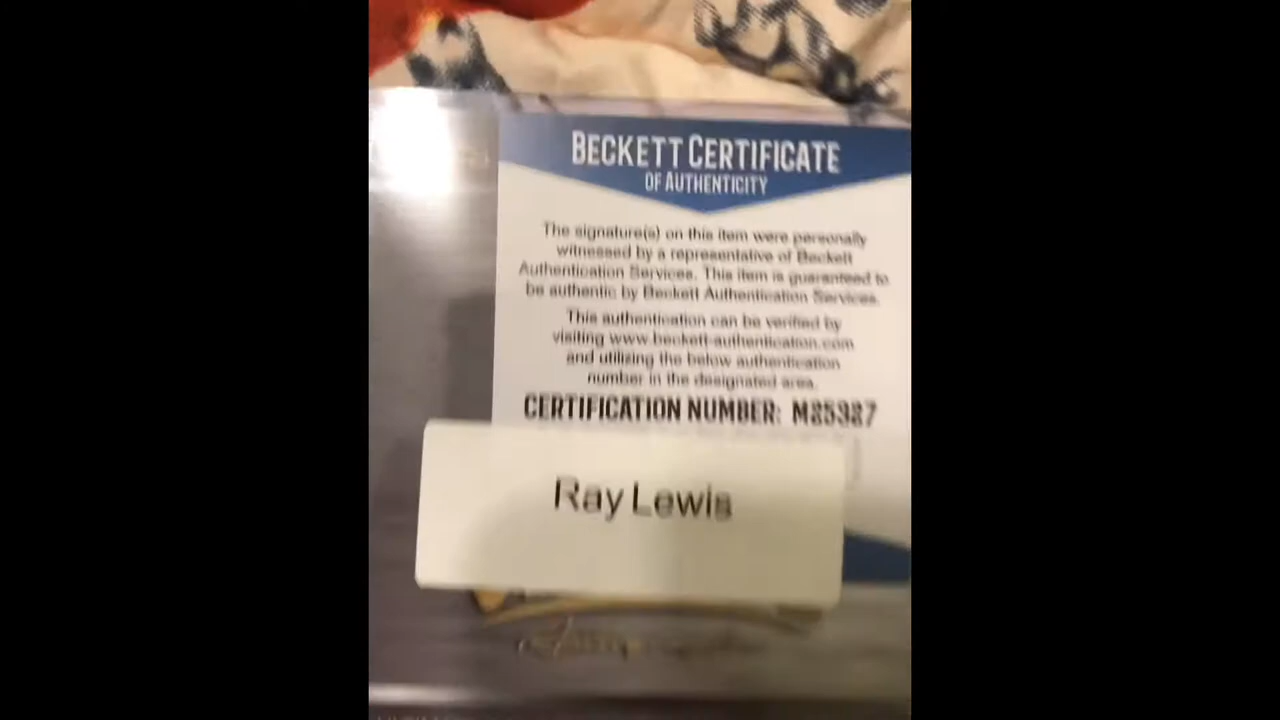 BECKETT CERTIFICATE
OF AUTHENTICITY
The signature(s) on this item were personally
witnessed by a representative of Beckett
Authentication Services. This item is guaranteed to
be authentic by Beckett Authentication Services.
This authentication can be verified by
visiting www.beckett-authentication.com
and utilizing the below authentication
number in the designated area.
CERTIFICATION NUMBER:
Ray Lewis